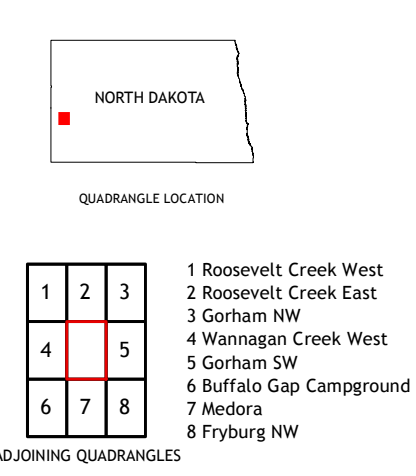 NORTH DAKOTA
QUADRANGLE LOCATION
1 2 3
4 5
6 7 8
ADJOINING QUADRANGLES
1 Roosevelt Creek West
2 Roosevelt Creek East
3 Gorham NW
4 Wannagan Creek West
5 Gorham SW
6 Buffalo Gap Campground
7 Medora
8 Fryburg NW